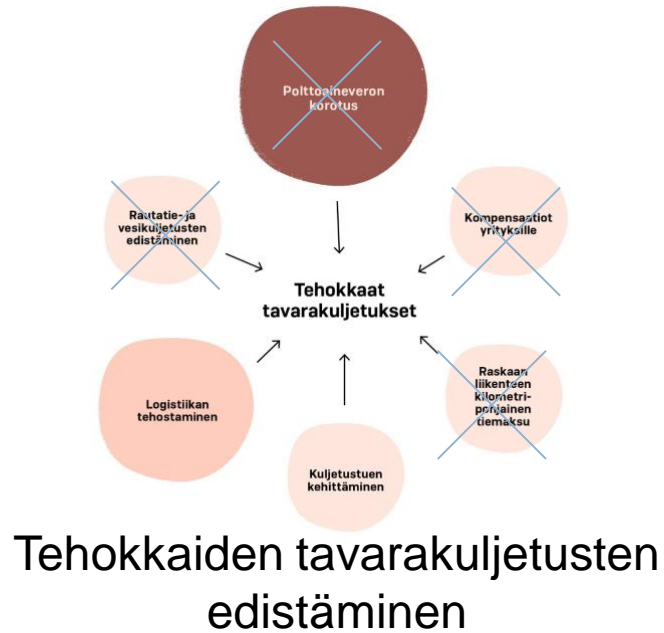 Polttoaineveron
korotus
Rautatie- ja
vesikuljetusten
edistäminen
Kompensaatiot
yrityksille
Tehokkaat
tavarakuljetukset
Logistiikan
tehostaminen
Raskaan
liikenteen
kilometri-
pohjainen
tiemaksu
Kuljetustuen
kehittäminen
Tehokkaiden tavarakuljetusten
edistäminen